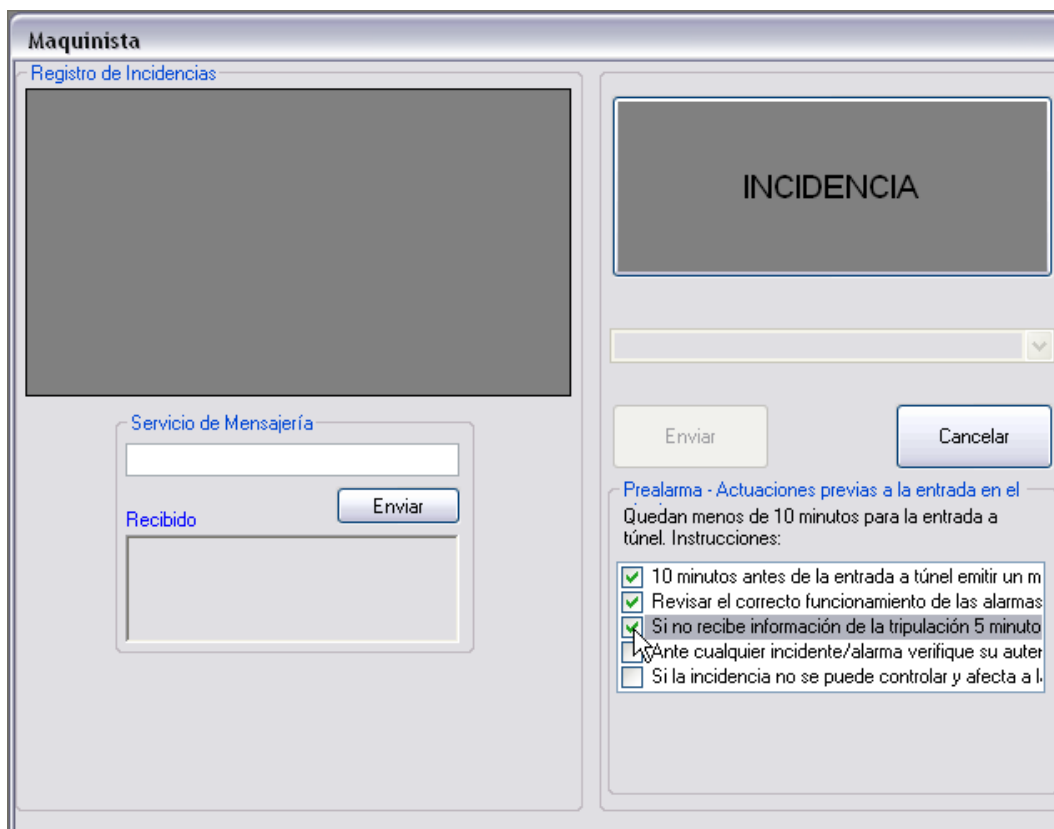 Maquinista
Registro de Incidencias
INCIDENCIA
Enviar
Cancelar
Servicio de Mensajería
Enviar
Recibido
Prealarma - Actuaciones previas a la entrada en el
Quedan menos de 10 minutos para la entrada a
túnel. Instrucciones:
10 minutos antes de la entrada a túnel emitir un m
Revisar el correcto funcionamiento de las alarmas
Si no recibe información de la tripulación 5 minuto
Ante cualquier incidente/alarma verifique su auter
Si la incidencia no se puede controlar y afecta a l